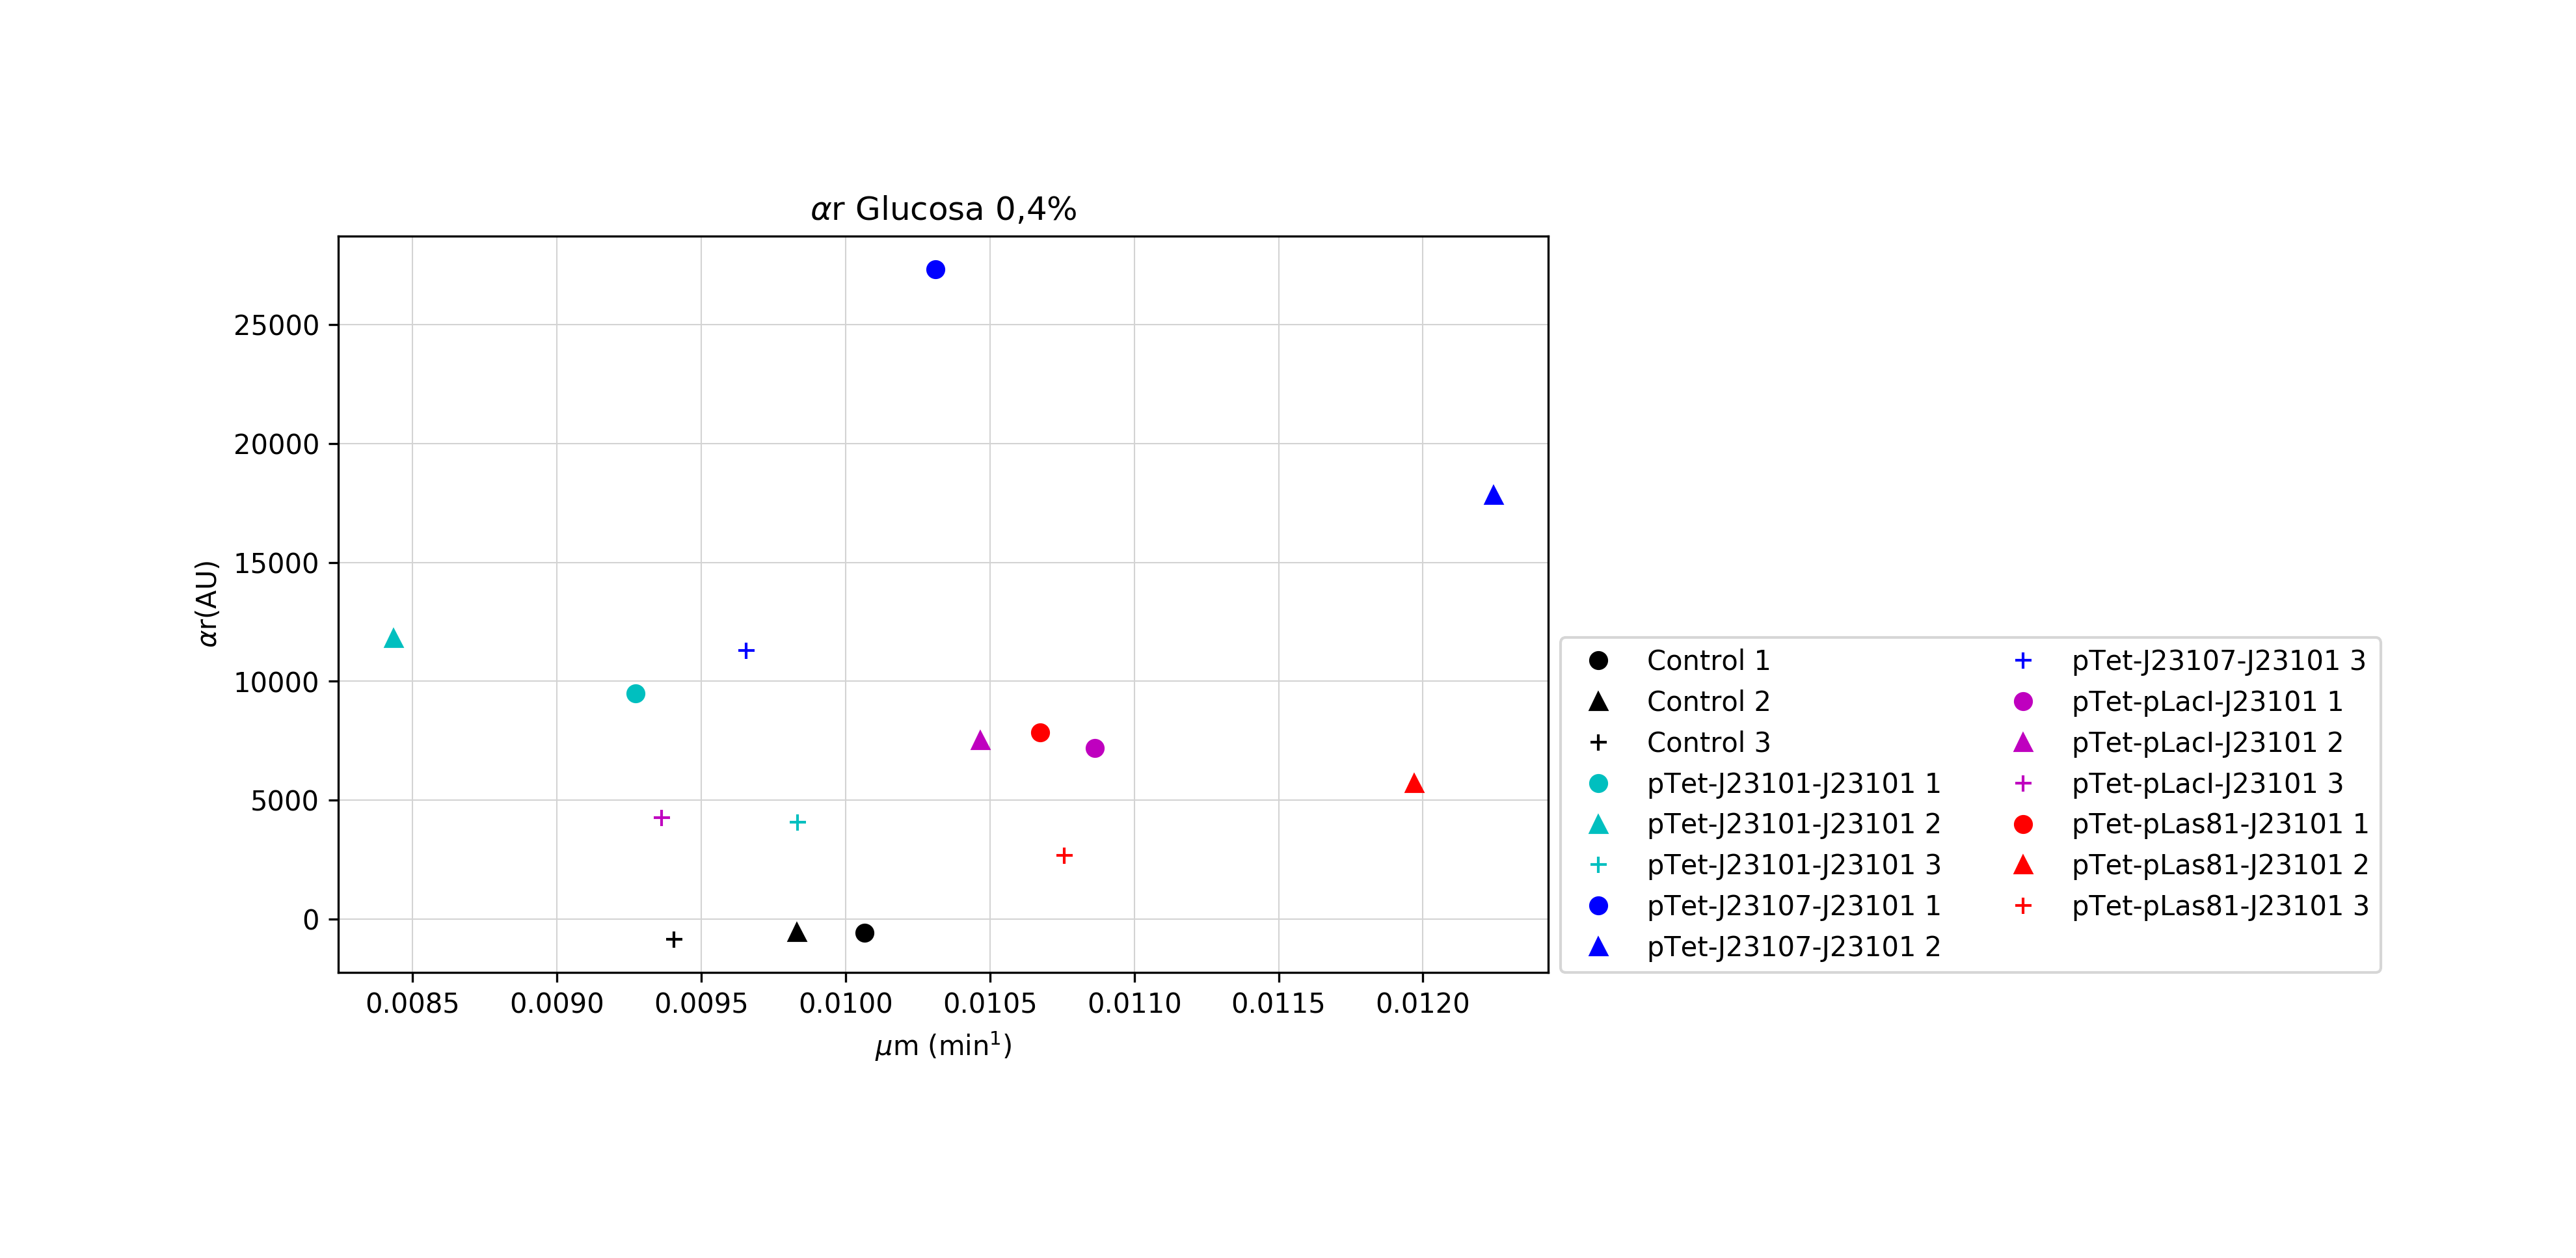 αr Glucosa 0,4%
αr(AU)
25000
20000
15000
10000
5000
0
0.0085 0.0090 0.0095 0.0100 0.0105 0.0110 0.0115 0.0120
μm (min¹)
Control 1
Control 2
Control 3
pTet-J23101-J23101 1
pTet-J23101-J23101 2
pTet-J23101-J23101 3
pTet-J23107-J23101 1
pTet-J23107-J23101 2
pTet-J23107-J23101 3
pTet-pLacI-J23101 1
pTet-pLacI-J23101 2
pTet-pLacI-J23101 3
pTet-pLas81-J23101 1
pTet-pLas81-J23101 2
pTet-pLas81-J23101 3